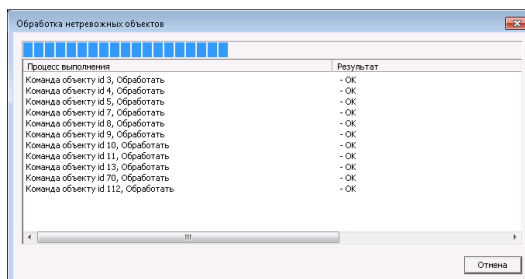 Обработка нетревожных объектов
Процесс выполнения Результат
Команда объекту id 3, Обработать - OK
Команда объекту id 4, Обработать - OK
Команда объекту id 5, Обработать - OK
Команда объекту id 7, Обработать - OK
Команда объекту id 8, Обработать - OK
Команда объекту id 9, Обработать - OK
Команда объекту id 10, Обработать - OK
Команда объекту id 11, Обработать - OK
Команда объекту id 13, Обработать - OK
Команда объекту id 70, Обработать - OK
Команда объекту id 112, Обработать - OK
Отмена